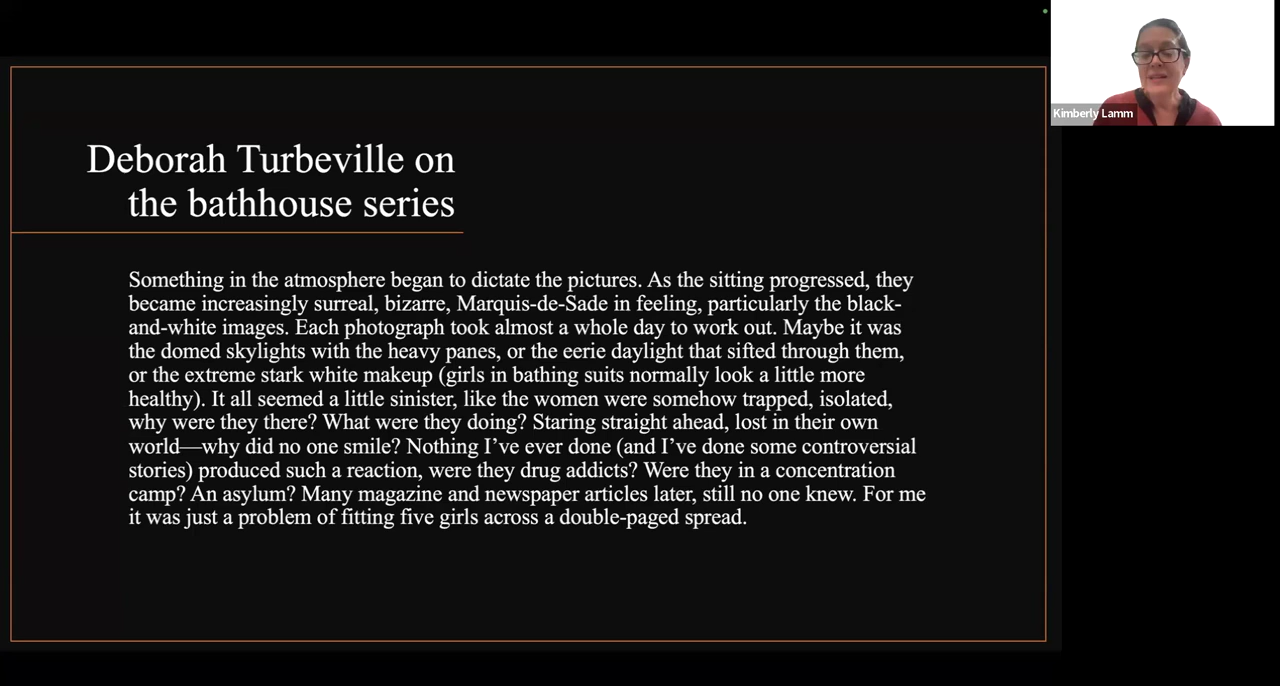 Deborah Turbeville on
the bathhouse series
Something in the atmosphere began to dictate the pictures. As the sitting progressed, they
became increasingly surreal, bizarre, Marquis-de-Sade in feeling, particularly the black-
and-white images. Each photograph took almost a whole day to work out. Maybe it was
the domed skylights with the heavy panes, or the eerie daylight that sifted through them,
or the extreme stark white makeup (girls in bathing suits normally look a little more
healthy). It all seemed a little sinister, like the women were somehow trapped, isolated,
why were they there? What were they doing? Staring straight ahead, lost in their own
world—why did no one smile? Nothing I’ve ever done (and I’ve done some controversial
stories) produced such a reaction, were they drug addicts? Were they in a concentration
camp? An asylum? Many magazine and newspaper articles later, still no one knew. For me
it was just a problem of fitting five girls across a double-paged spread.
Kimberly Lamm